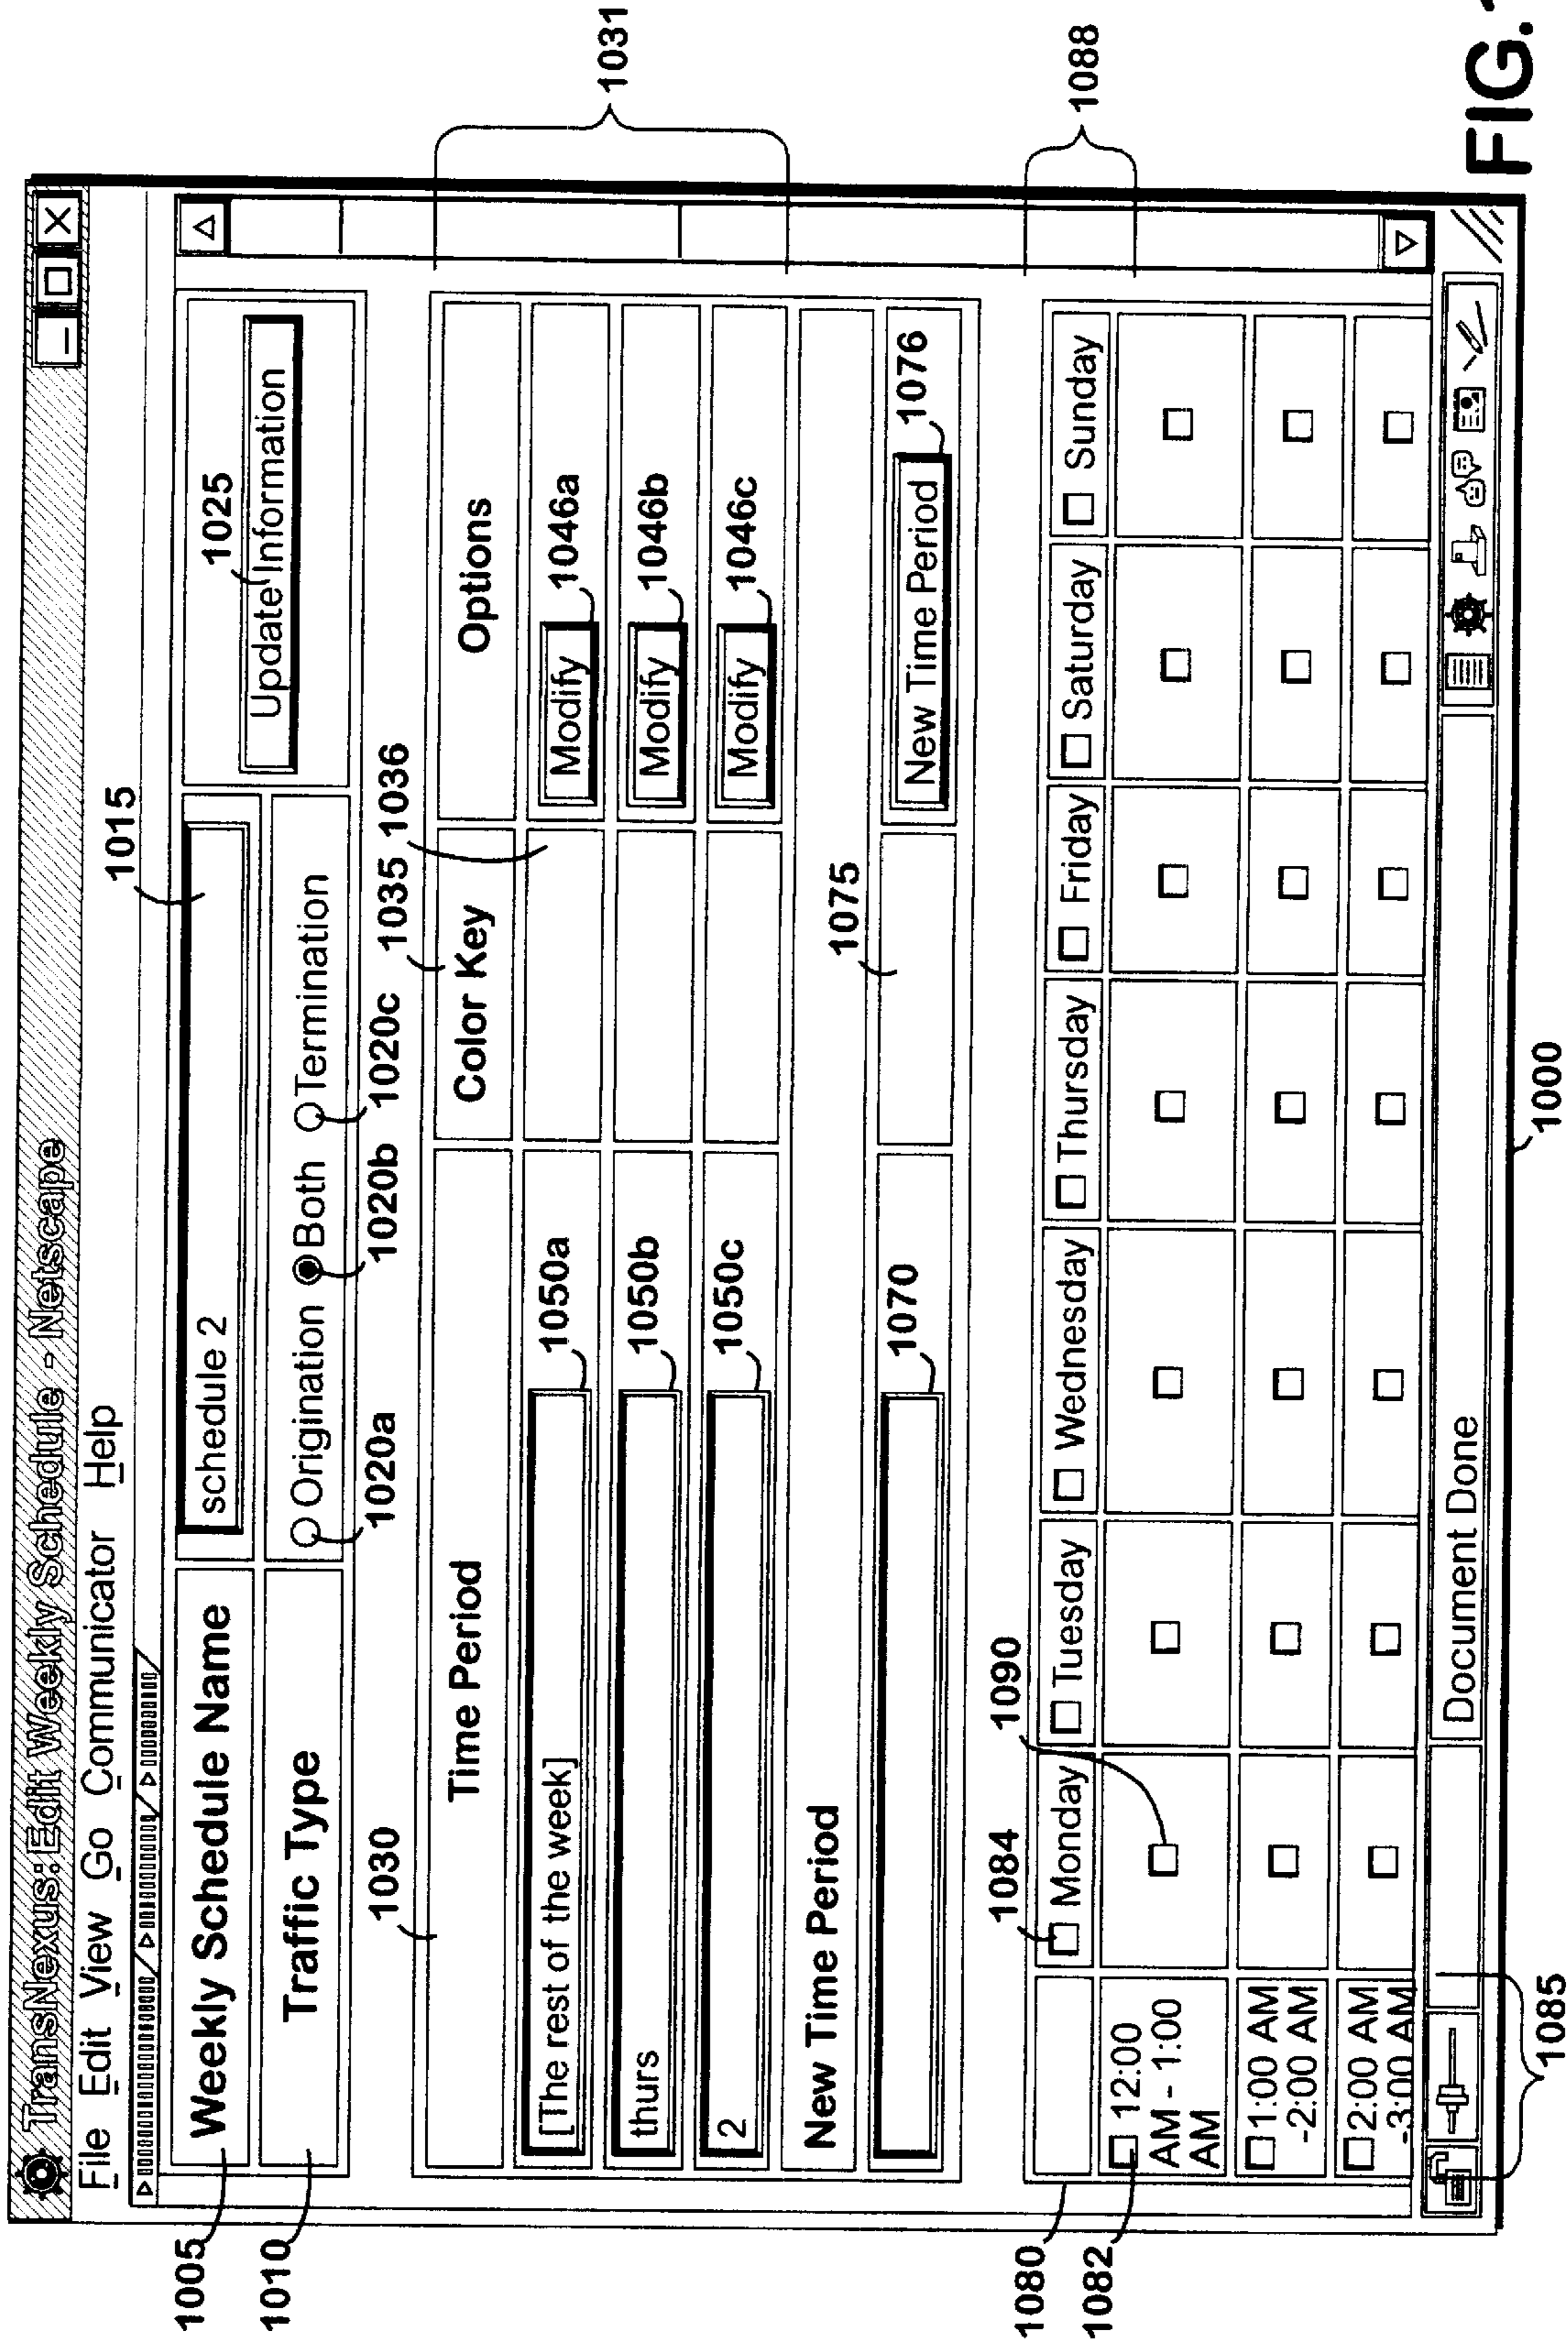 TransNexus: Edit Weekly Schedule - Netscape
File Edit View Go Communicator Help
1005
Weekly Schedule Name
schedule 2
1015
1025
Update Information
1010
Traffic Type
Origination Both Termination
1020a
1020b
1020c
1030
1035
1036
Time Period
Color Key
Options
1031
[The rest of the week]
1050a
Modify
1046a
thurs
1050b
Modify
1046b
2
1050c
Modify
1046c
New Time Period
1070
1075
New Time Period
1076
1080
1084
1090
1088
Monday Tuesday Wednesday Thursday Friday Saturday Sunday
1082
12:00
AM - 1:00
AM
1:00 AM
-2:00 AM
2:00 AM
-3:00 AM
Document Done
1085
1000
FIG.